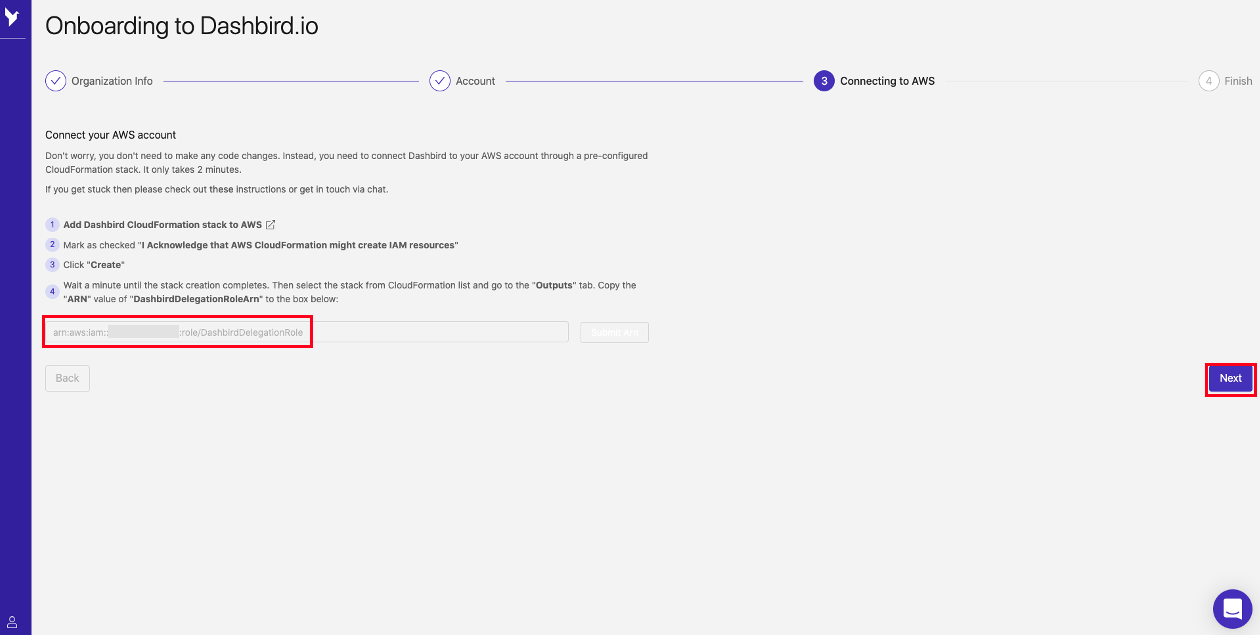 Onboarding to Dashbird.io
Organization Info
Account
3 Connecting to AWS
4 Finish
Connect your AWS account
Don't worry, you don't need to make any code changes. Instead, you need to connect Dashbird to your AWS account through a pre-configured
CloudFormation stack. It only takes 2 minutes.
If you get stuck then please check out these instructions or get in touch via chat.
1 Add Dashbird CloudFormation stack to AWS
2 Mark as checked "I Acknowledge that AWS CloudFormation might create IAM resources"
3 Click "Create"
4 Wait a minute until the stack creation completes. Then select the stack from CloudFormation list and go to the "Outputs" tab. Copy the
"ARN" value of "DashbirdDelegationRoleArn" to the box below:
arn:aws:iam:: :role/DashbirdDelegationRole
Submit Arn
Back
Next